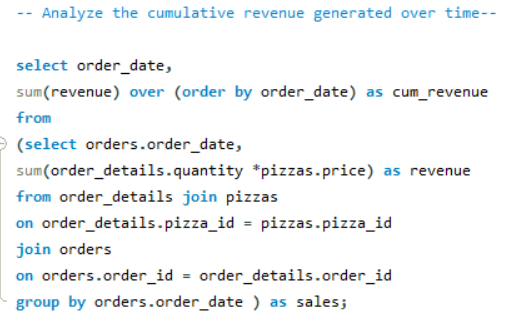 -- Analyze the cumulative revenue generated over time--
select order_date,
sum(revenue) over (order by order_date) as cum_revenue
from
(select orders.order_date,
sum(order_details.quantity *pizzas.price) as revenue
from order_details join pizzas
on order_details.pizza_id = pizzas.pizza_id
join orders
on orders.order_id = order_details.order_id
group by orders.order_date ) as sales;